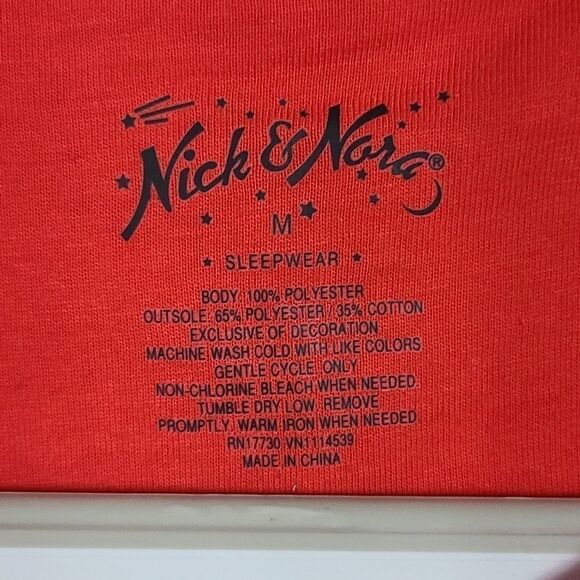 Nick & Nora®
M
★ SLEEPWEAR ★
BODY: 100% POLYESTER
OUTSOLE: 65% POLYESTER / 35% COTTON
EXCLUSIVE OF DECORATION
MACHINE WASH COLD WITH LIKE COLORS
GENTLE CYCLE, ONLY
NON-CHLORINE BLEACH WHEN NEEDED.
TUMBLE DRY LOW. REMOVE
PROMPTLY. WARM IRON WHEN NEEDED.
RN17730 VN1114539
MADE IN CHINA